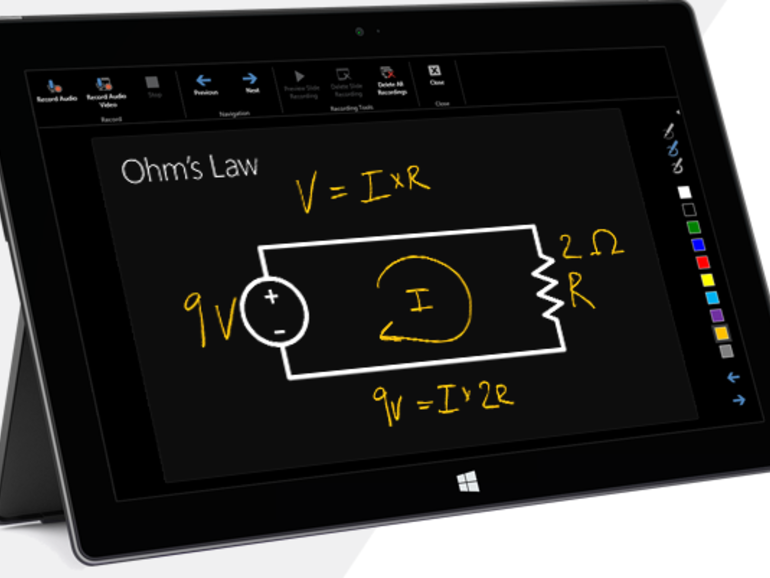 Record Audio
Record Audio Video
Stop
Previous
Next
Preview Slide Recording
Delete Slide Recording
Delete All Recordings
Close
Record
Navigation
Recording Tools
Close
Ohm's Law
V = I×R
2 Ω
R
9V
+
I
-
9V = I× 2R